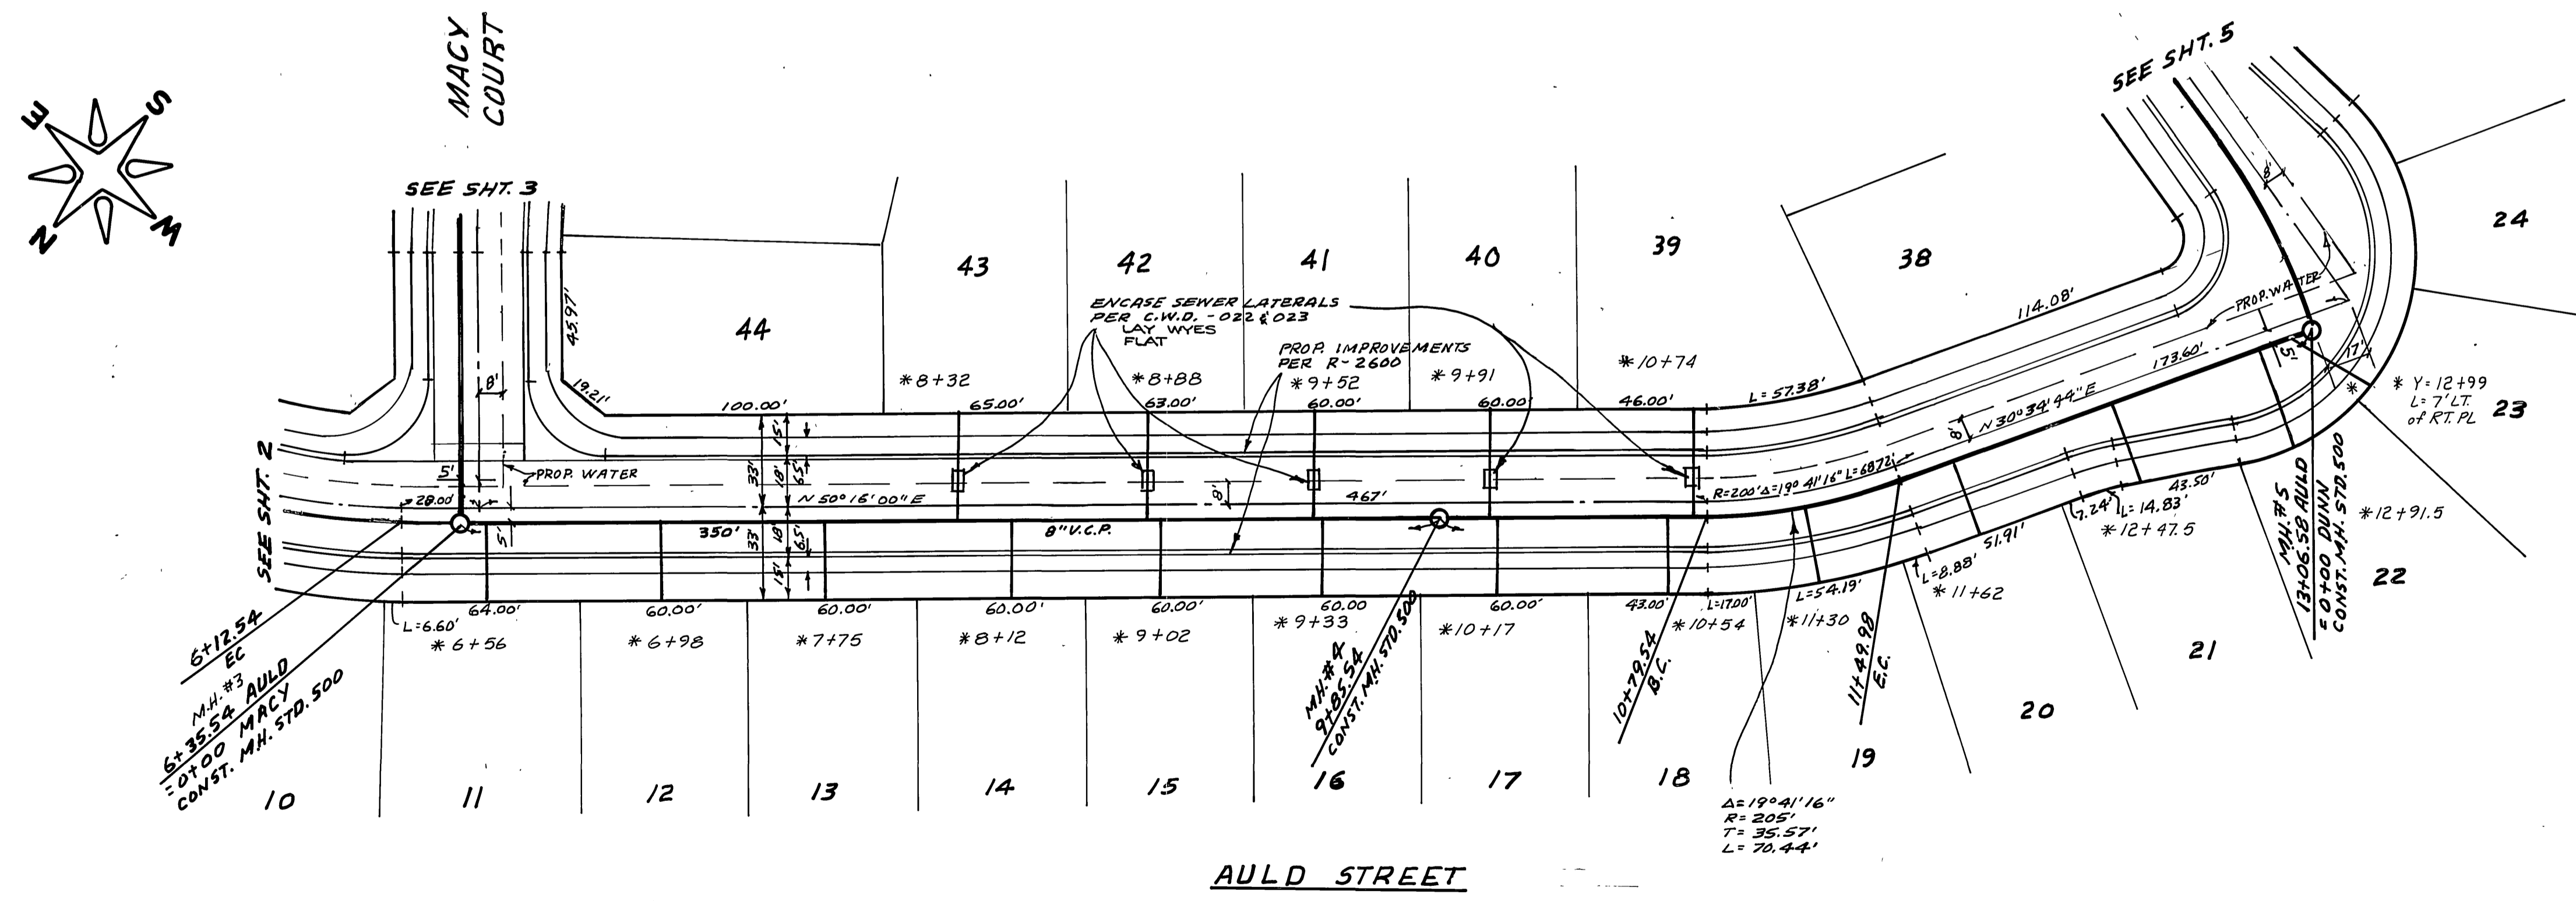 MACY
COURT
E
S
N
W
SEE SHT. 3
SEE SHT. 5
SEE SHT. 2
44
43
42
41
40
39
38
24
23
22
45.97'
19.21'
ENCASE SEWER LATERALS
PER C.W.D. - 022 & 023
LAY WYES
FLAT
PROP. IMPROVEMENTS
PER R-2600
* 8+32
* 8+88
* 9+52
* 9+91
* 10+74
100.00'
65.00'
63.00'
60.00'
60.00'
46.00'
L=57.38'
114.08'
PROP. WATER
8'
8'
173.60'
N 30°34'44" E
8'
5'
17'
*
* Y=12+99
L=7' LT.
of RT. PL
5'
PROP. WATER
28.00'
5'
33'
15'
18'
6.5'
33'
18'
6.5'
15'
N 50°16'00" E
8'
467'
R=200' Δ=19°41'16" L=68.72'
350'
8" V.C.P.
L=6.60'
64.00'
60.00'
60.00'
60.00'
60.00'
60.00
60.00'
43.00'
L=17.00'
L=54.19'
L=8.88'
51.91'
7.24'
L=14.83'
43.50'
* 6+56
* 6+98
* 7+75
* 8+12
* 9+02
* 9+33
* 10+17
* 10+54
* 11+30
* 11+62
* 12+47.5
* 12+91.5
6+12.54
EC
M.H. #3
6+35.54 AULD
=0+00 MACY
CONST. M.H. STD. 500
M.H. #4
9+85.54
CONST. M.H. STD. 500
10+79.54
B.C.
11+49.98
E.C.
M.H. #5
13+06.58 AULD
=0+00 DUNN
CONST. M.H. STD. 500
10
11
12
13
14
15
16
17
18
19
20
21
Δ=19°41'16"
R=205'
T=35.57'
L=70.44'
AULD STREET